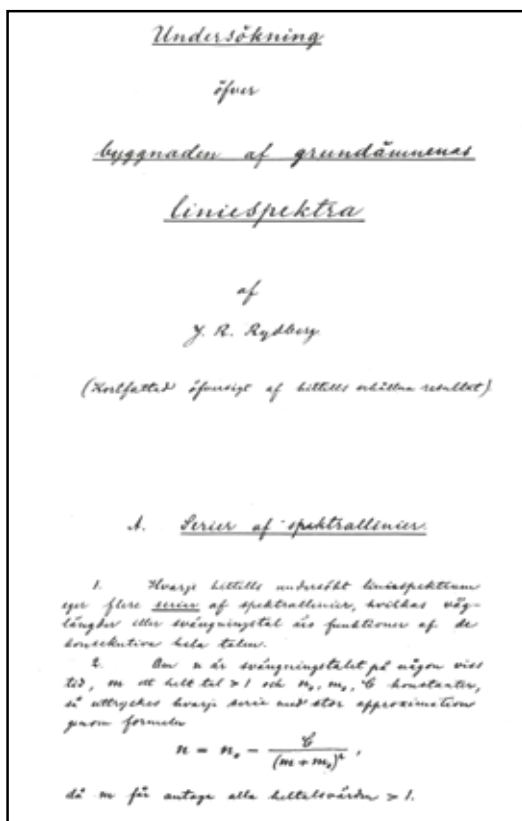 Undersökning
öfver
byggnaden af grundämnenas
liniespektra
af
J. R. Rydberg.
(Kortfattad öfversigt af hittills erhållna resultat)
A. Serier af spektrallinier.
1. Hvarje hittills undersökt liniespektrum
eger flere serier af spektrallinier, hvilkas våg-
längder eller svängningstal äro funktioner af de
konsekutiva hela talen.
2. Om n är svängningstalet på någon viss
tid, m ett helt tal > 1 och n₀, m₀, C konstanter,
så uttryckes hvarje serie med stor approximation
genom formeln
n = n₀ - C / (m + m₀)²,
då m får antaga alla heltalsvärden > 1.